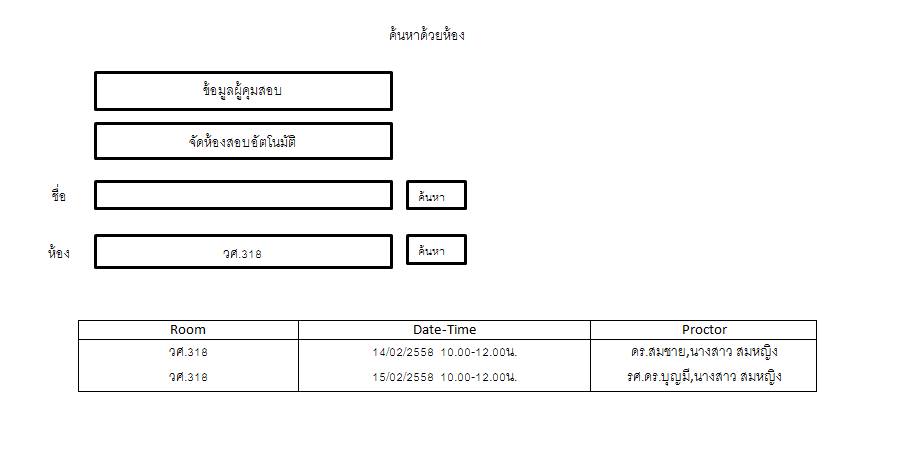 ค้นหาด้วยห้อง
ข้อมูลผู้คุมสอบ
จัดห้องสอบอัตโนมัติ
ชื่อ ค้นหา
ห้อง วศ.318 ค้นหา
Room Date-Time Proctor
วศ.318 14/02/2558 10.00-12.00น. ดร.สมชาย,นางสาว สมหญิง
วศ.318 15/02/2558 10.00-12.00น. รศ.ดร.บุญมี,นางสาว สมหญิง